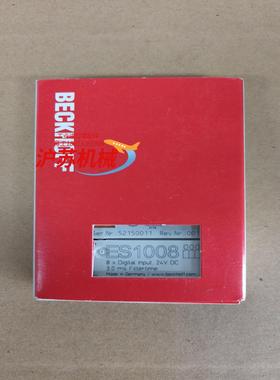 BECKHOFF
沪苏机械
Ser. Nr. 52150011 Rev. Nr. 001
ES1008
8 x Digital Input, 24V DC
3.0 ms Filtertime
Made in Germany http://www.beckhoff.com